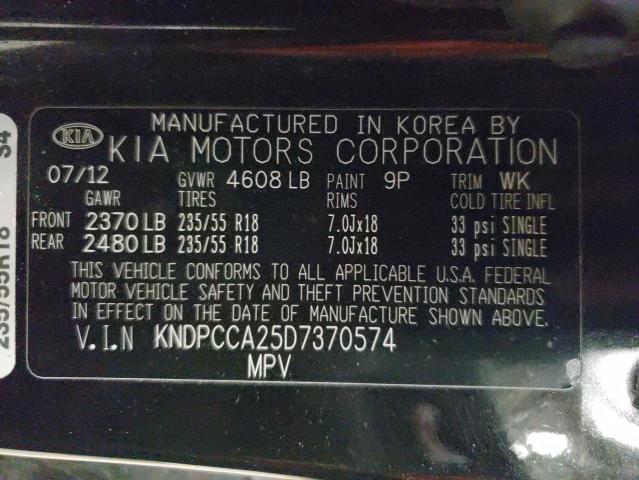 KIA
MANUFACTURED IN KOREA BY
KIA MOTORS CORPORATION
07/12 GVWR 4608 LB PAINT 9P TRIM WK
GAWR TIRES RIMS COLD TIRE INFL
FRONT 2370 LB 235/55 R18 7.0Jx18 33 psi SINGLE
REAR 2480 LB 235/55 R18 7.0Jx18 33 psi SINGLE
THIS VEHICLE CONFORMS TO ALL APPLICABLE U.S.A. FEDERAL
MOTOR VEHICLE SAFETY AND THEFT PREVENTION STANDARDS
IN EFFECT ON THE DATE OF MANUFACTURE SHOWN ABOVE.
V.I.N KNDPCCA25D7370574
MPV
235/55R18 S4